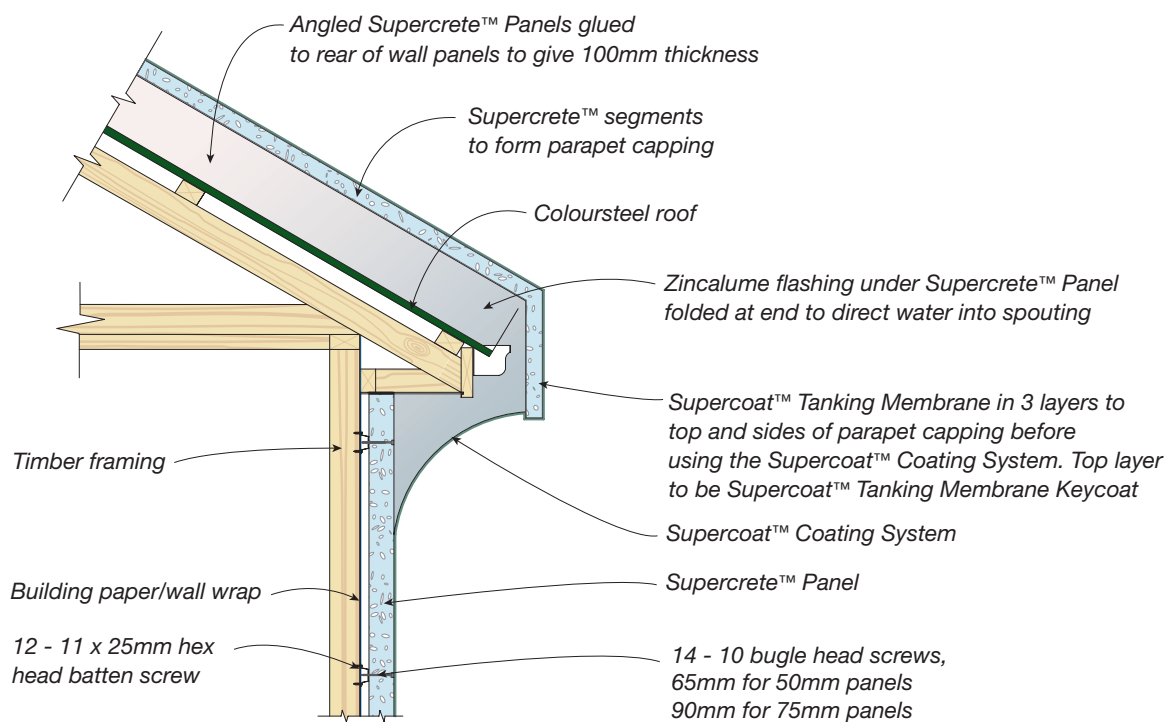 Angled Supercrete™ Panels glued
to rear of wall panels to give 100mm thickness
Supercrete™ segments
to form parapet capping
Coloursteel roof
Zincalume flashing under Supercrete™ Panel
folded at end to direct water into spouting
Supercoat™ Tanking Membrane in 3 layers to
top and sides of parapet capping before
using the Supercoat™ Coating System. Top layer
to be Supercoat™ Tanking Membrane Keycoat
Timber framing
Supercoat™ Coating System
Building paper/wall wrap
Supercrete™ Panel
12 - 11 x 25mm hex
head batten screw
14 - 10 bugle head screws,
65mm for 50mm panels
90mm for 75mm panels